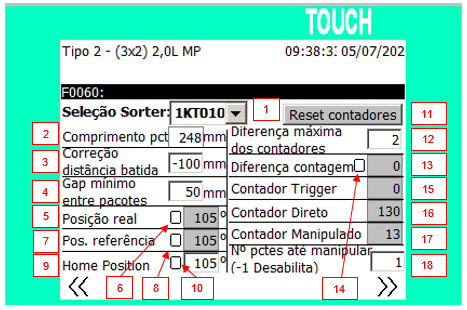 TOUCH
Tipo 2 - (3x2) 2,0L MP 09:38:33 05/07/202
F0060:
Seleção Sorter: 1KT010 1 Reset contadores 11
2 Comprimento pct 248 mm Diferença máxima dos contadores 2 12
3 Correção distância batida -100 mm Diferença contagem 0 13
4 Gap mínimo entre pacotes 50 mm Contador Trigger 0 15
5 Posição real 105 º Contador Direto 130 16
7 Pos. referência 105 º Contador Manipulado 13 17
9 Home Position 105 º Nº pctes até manipular (-1 Desabilita) 1 18
<< 6 8 10 14 >>